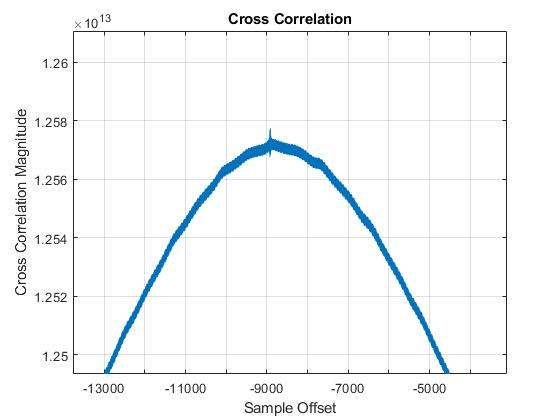 Cross Correlation
×10^13
1.26
1.258
1.256
1.254
1.252
1.25
Cross Correlation Magnitude
-13000 -11000 -9000 -7000 -5000
Sample Offset